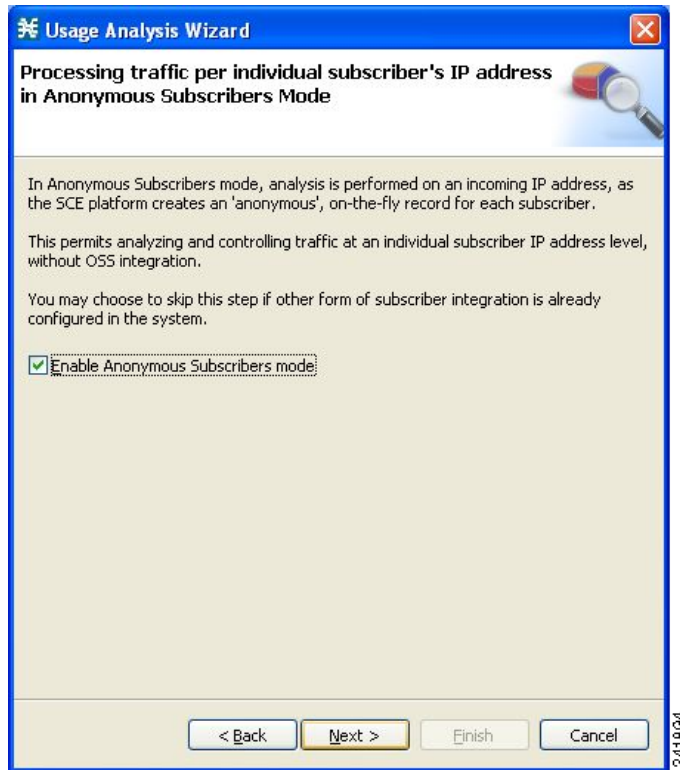 Usage Analysis Wizard
Processing traffic per individual subscriber's IP address
in Anonymous Subscribers Mode
In Anonymous Subscribers mode, analysis is performed on an incoming IP address, as
the SCE platform creates an 'anonymous', on-the-fly record for each subscriber.
This permits analyzing and controlling traffic at an individual subscriber IP address level,
without OSS integration.
You may choose to skip this step if other form of subscriber integration is already
configured in the system.
Enable Anonymous Subscribers mode
< Back Next > Finish Cancel